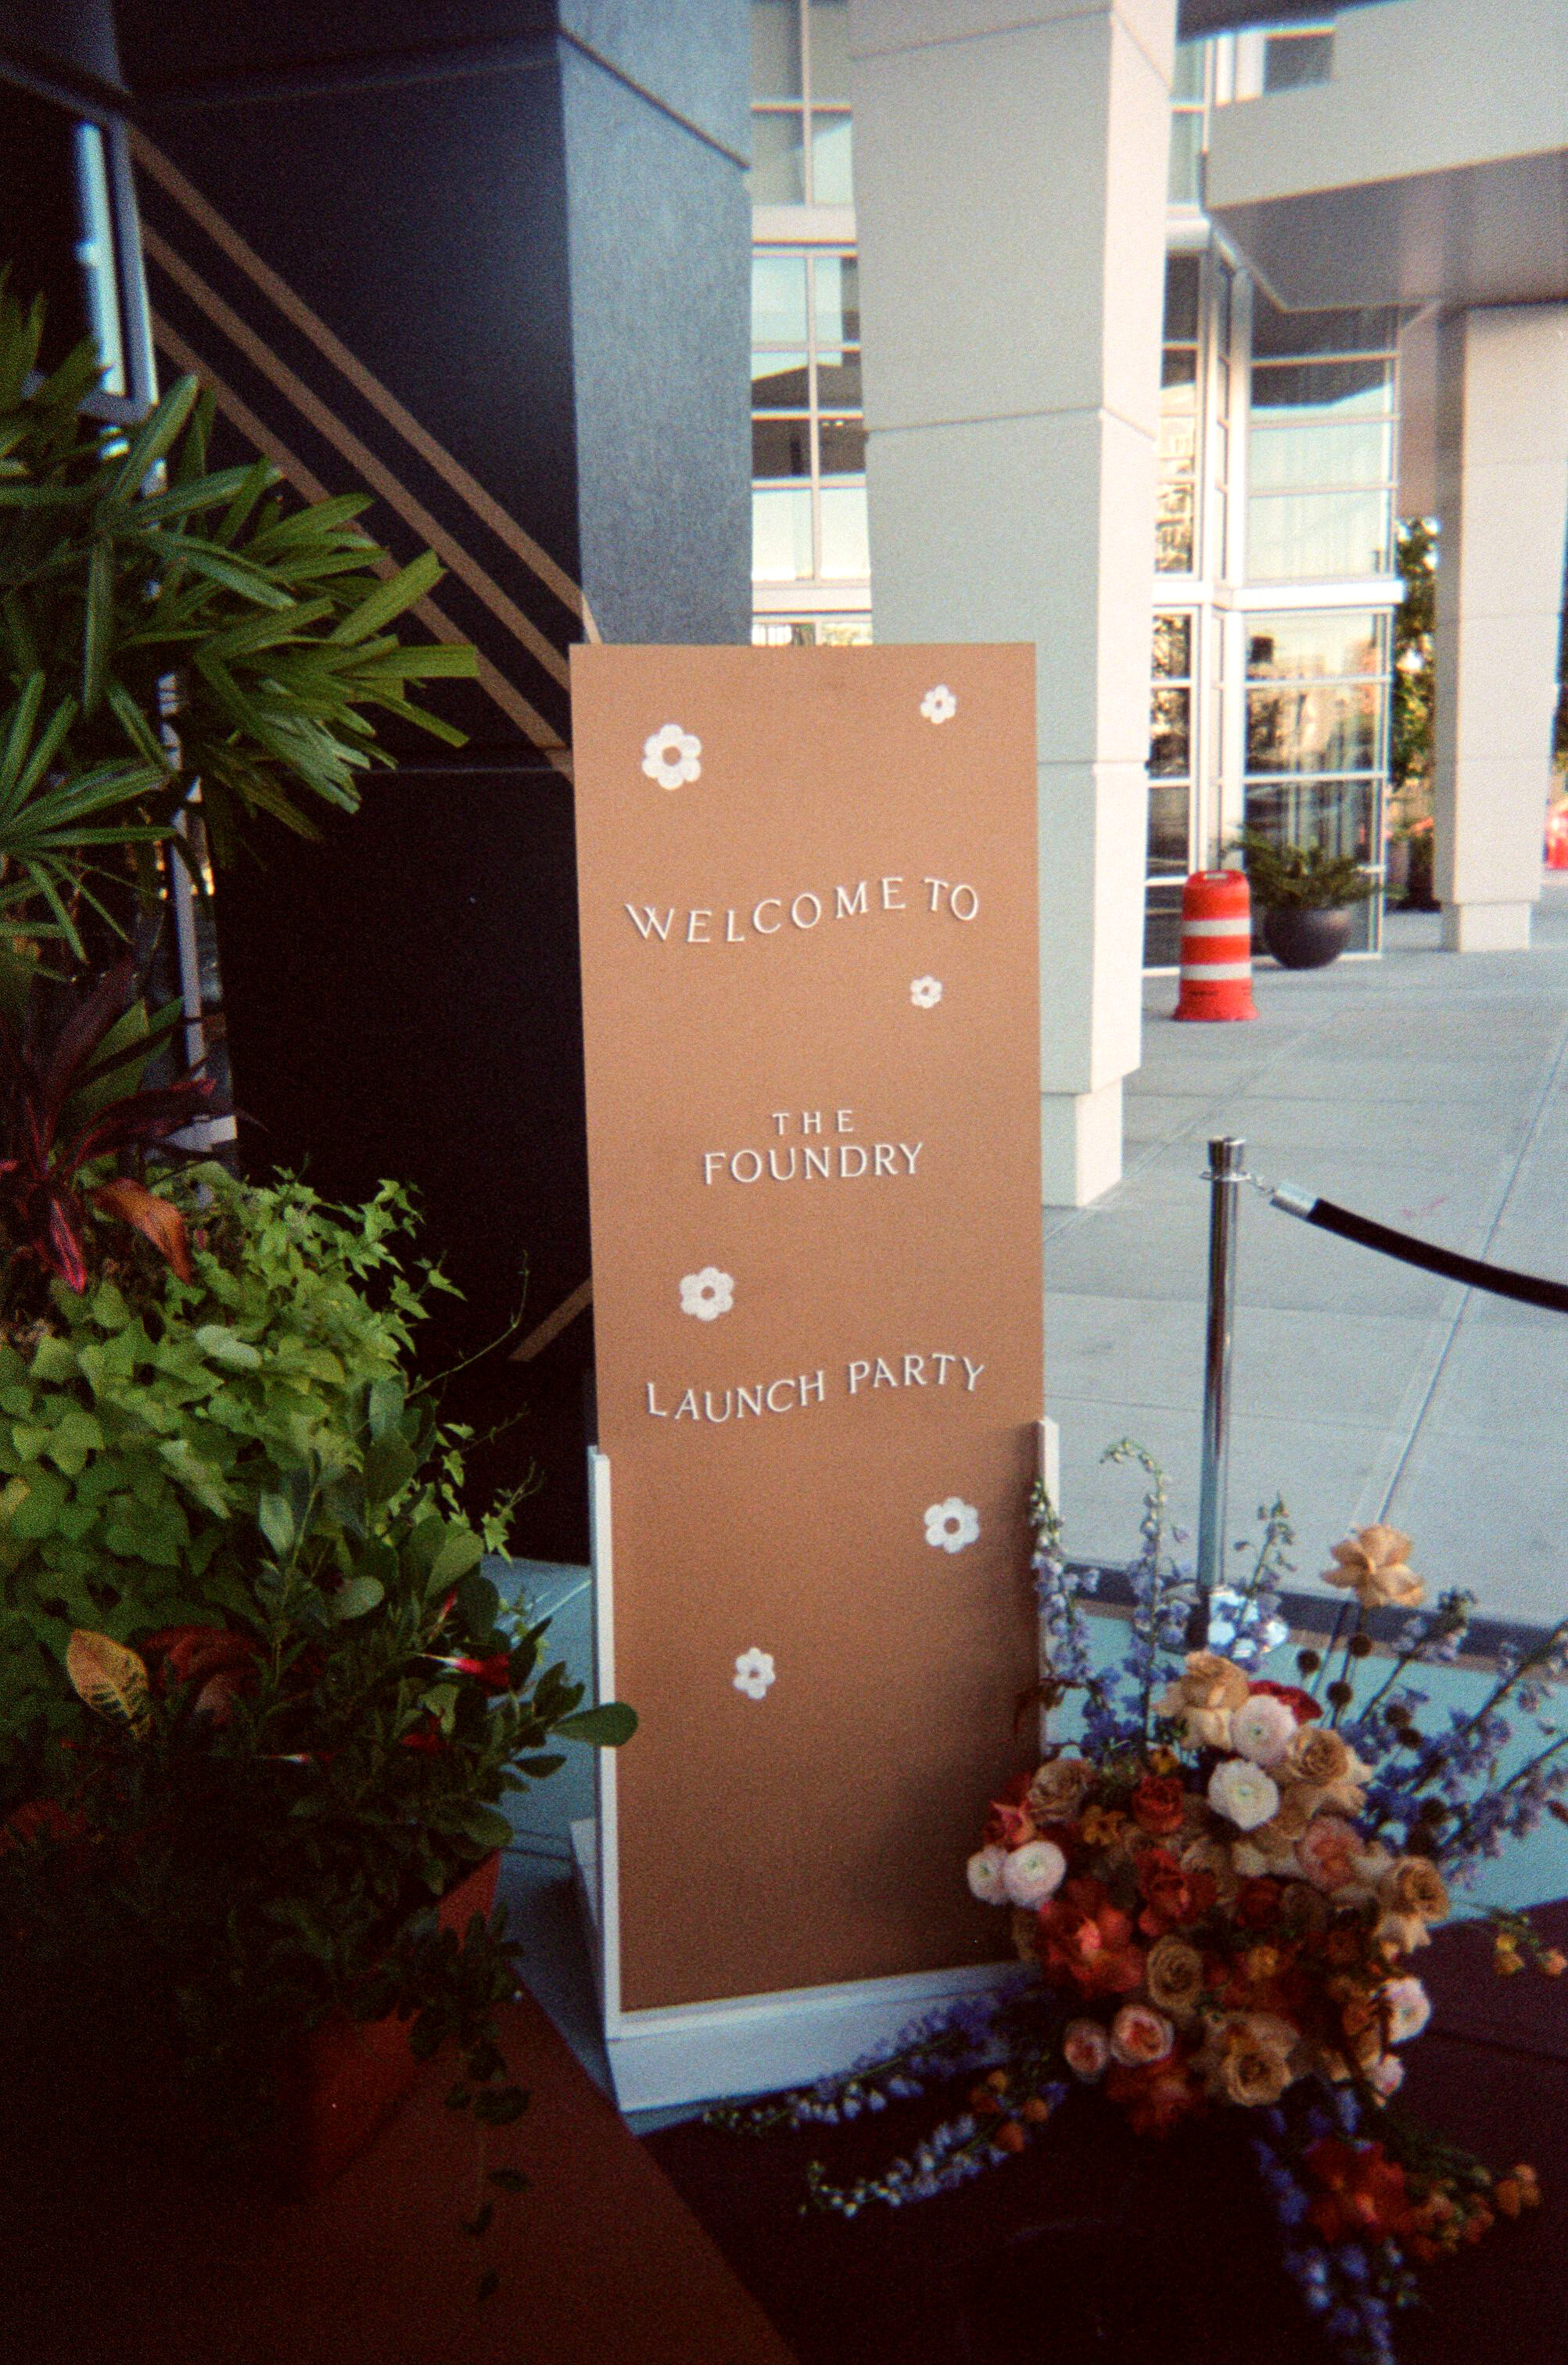 WELCOME TO
THE
FOUNDRY
LAUNCH PARTY